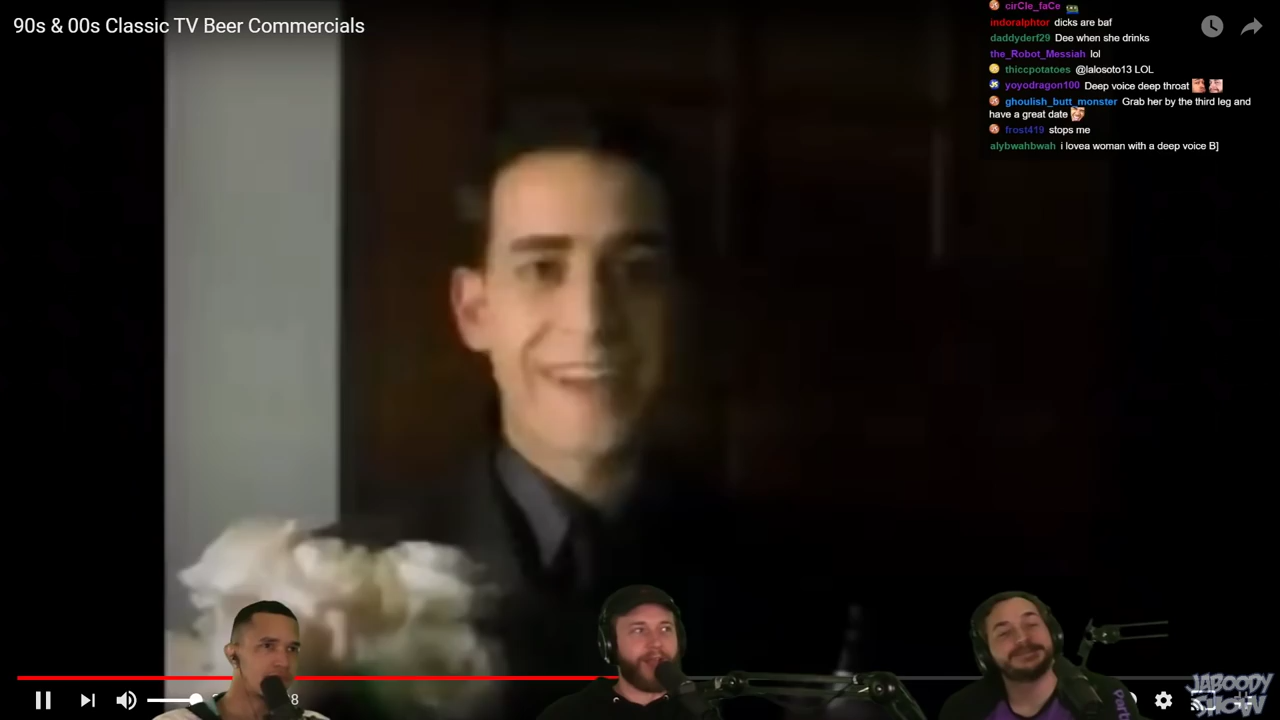 90s & 00s Classic TV Beer Commercials
cirCle_faCe
indoralphtor dicks are baf
daddyderf29 Dee when she drinks
the_Robot_Messiah lol
thiccpotatoes @lalosoto13 LOL
yoyodragon100 Deep voice deep throat
ghoulish_butt_monster Grab her by the third leg and
have a great date
frost419 stops me
alybwahbwah i lovea woman with a deep voice B]
8
JABOODY
SHOW